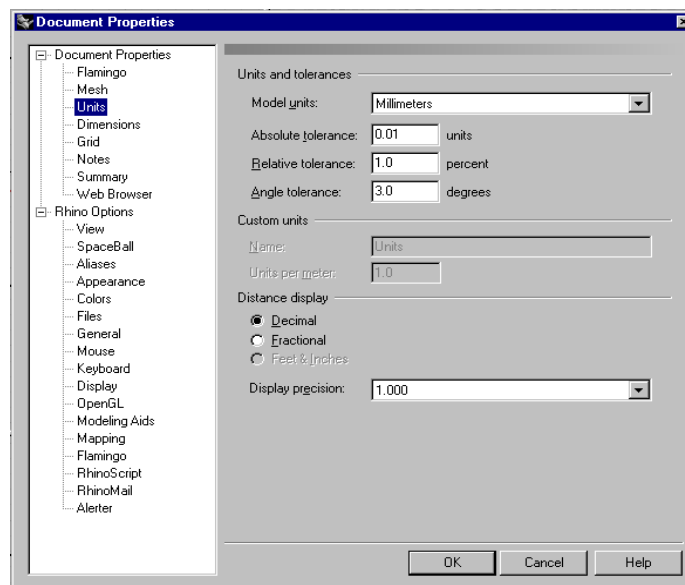 Document Properties
Document Properties
Flamingo
Mesh
Units
Dimensions
Grid
Notes
Summary
Web Browser
Rhino Options
View
SpaceBall
Aliases
Appearance
Colors
Files
General
Mouse
Keyboard
Display
OpenGL
Modeling Aids
Mapping
Flamingo
RhinoScript
RhinoMail
Alerter
Units and tolerances
Model units: Millimeters
Absolute tolerance: 0.01 units
Relative tolerance: 1.0 percent
Angle tolerance: 3.0 degrees
Custom units
Name: Units
Units per meter: 1.0
Distance display
Decimal
Fractional
Feet & Inches
Display precision: 1.000
OK Cancel Help